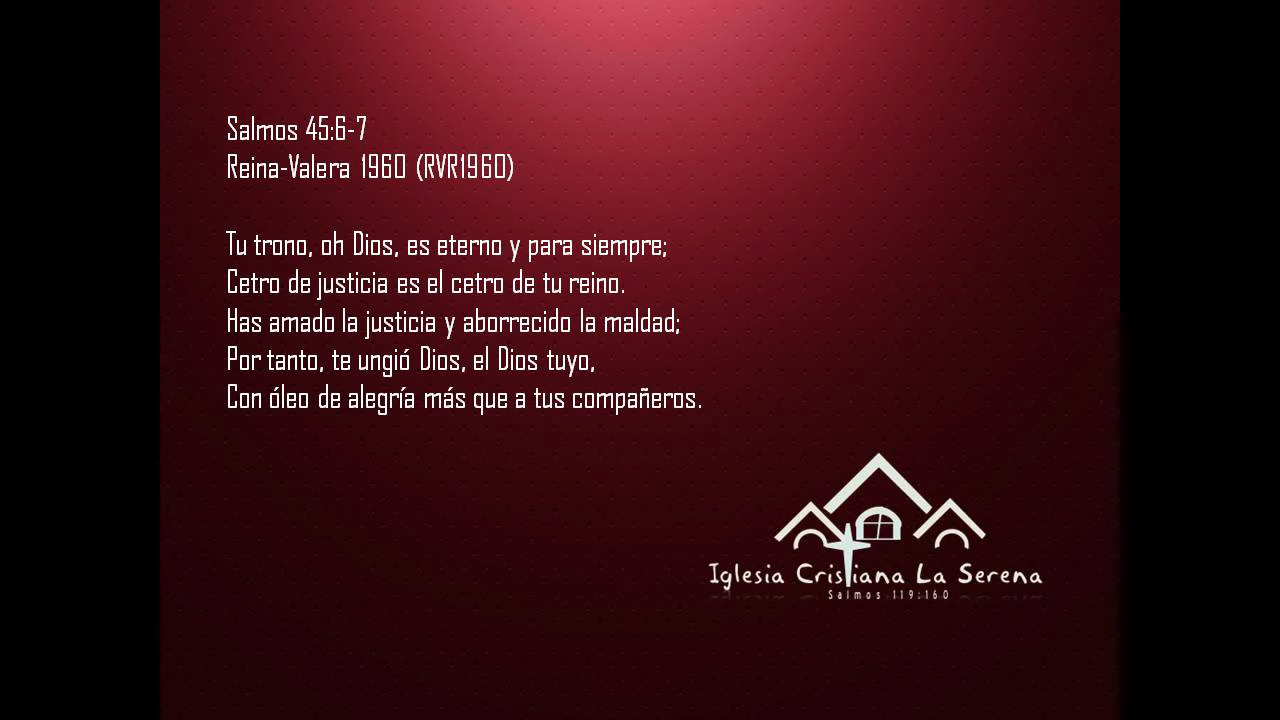 Salmos 45:6-7
Reina-Valera 1960 (RVR1960)
Tu trono, oh Dios, es eterno y para siempre;
Cetro de justicia es el cetro de tu reino.
Has amado la justicia y aborrecido la maldad;
Por tanto, te ungió Dios, el Dios tuyo,
Con óleo de alegría más que a tus compañeros.
Iglesia Cristiana La Serena
Salmos 119:160